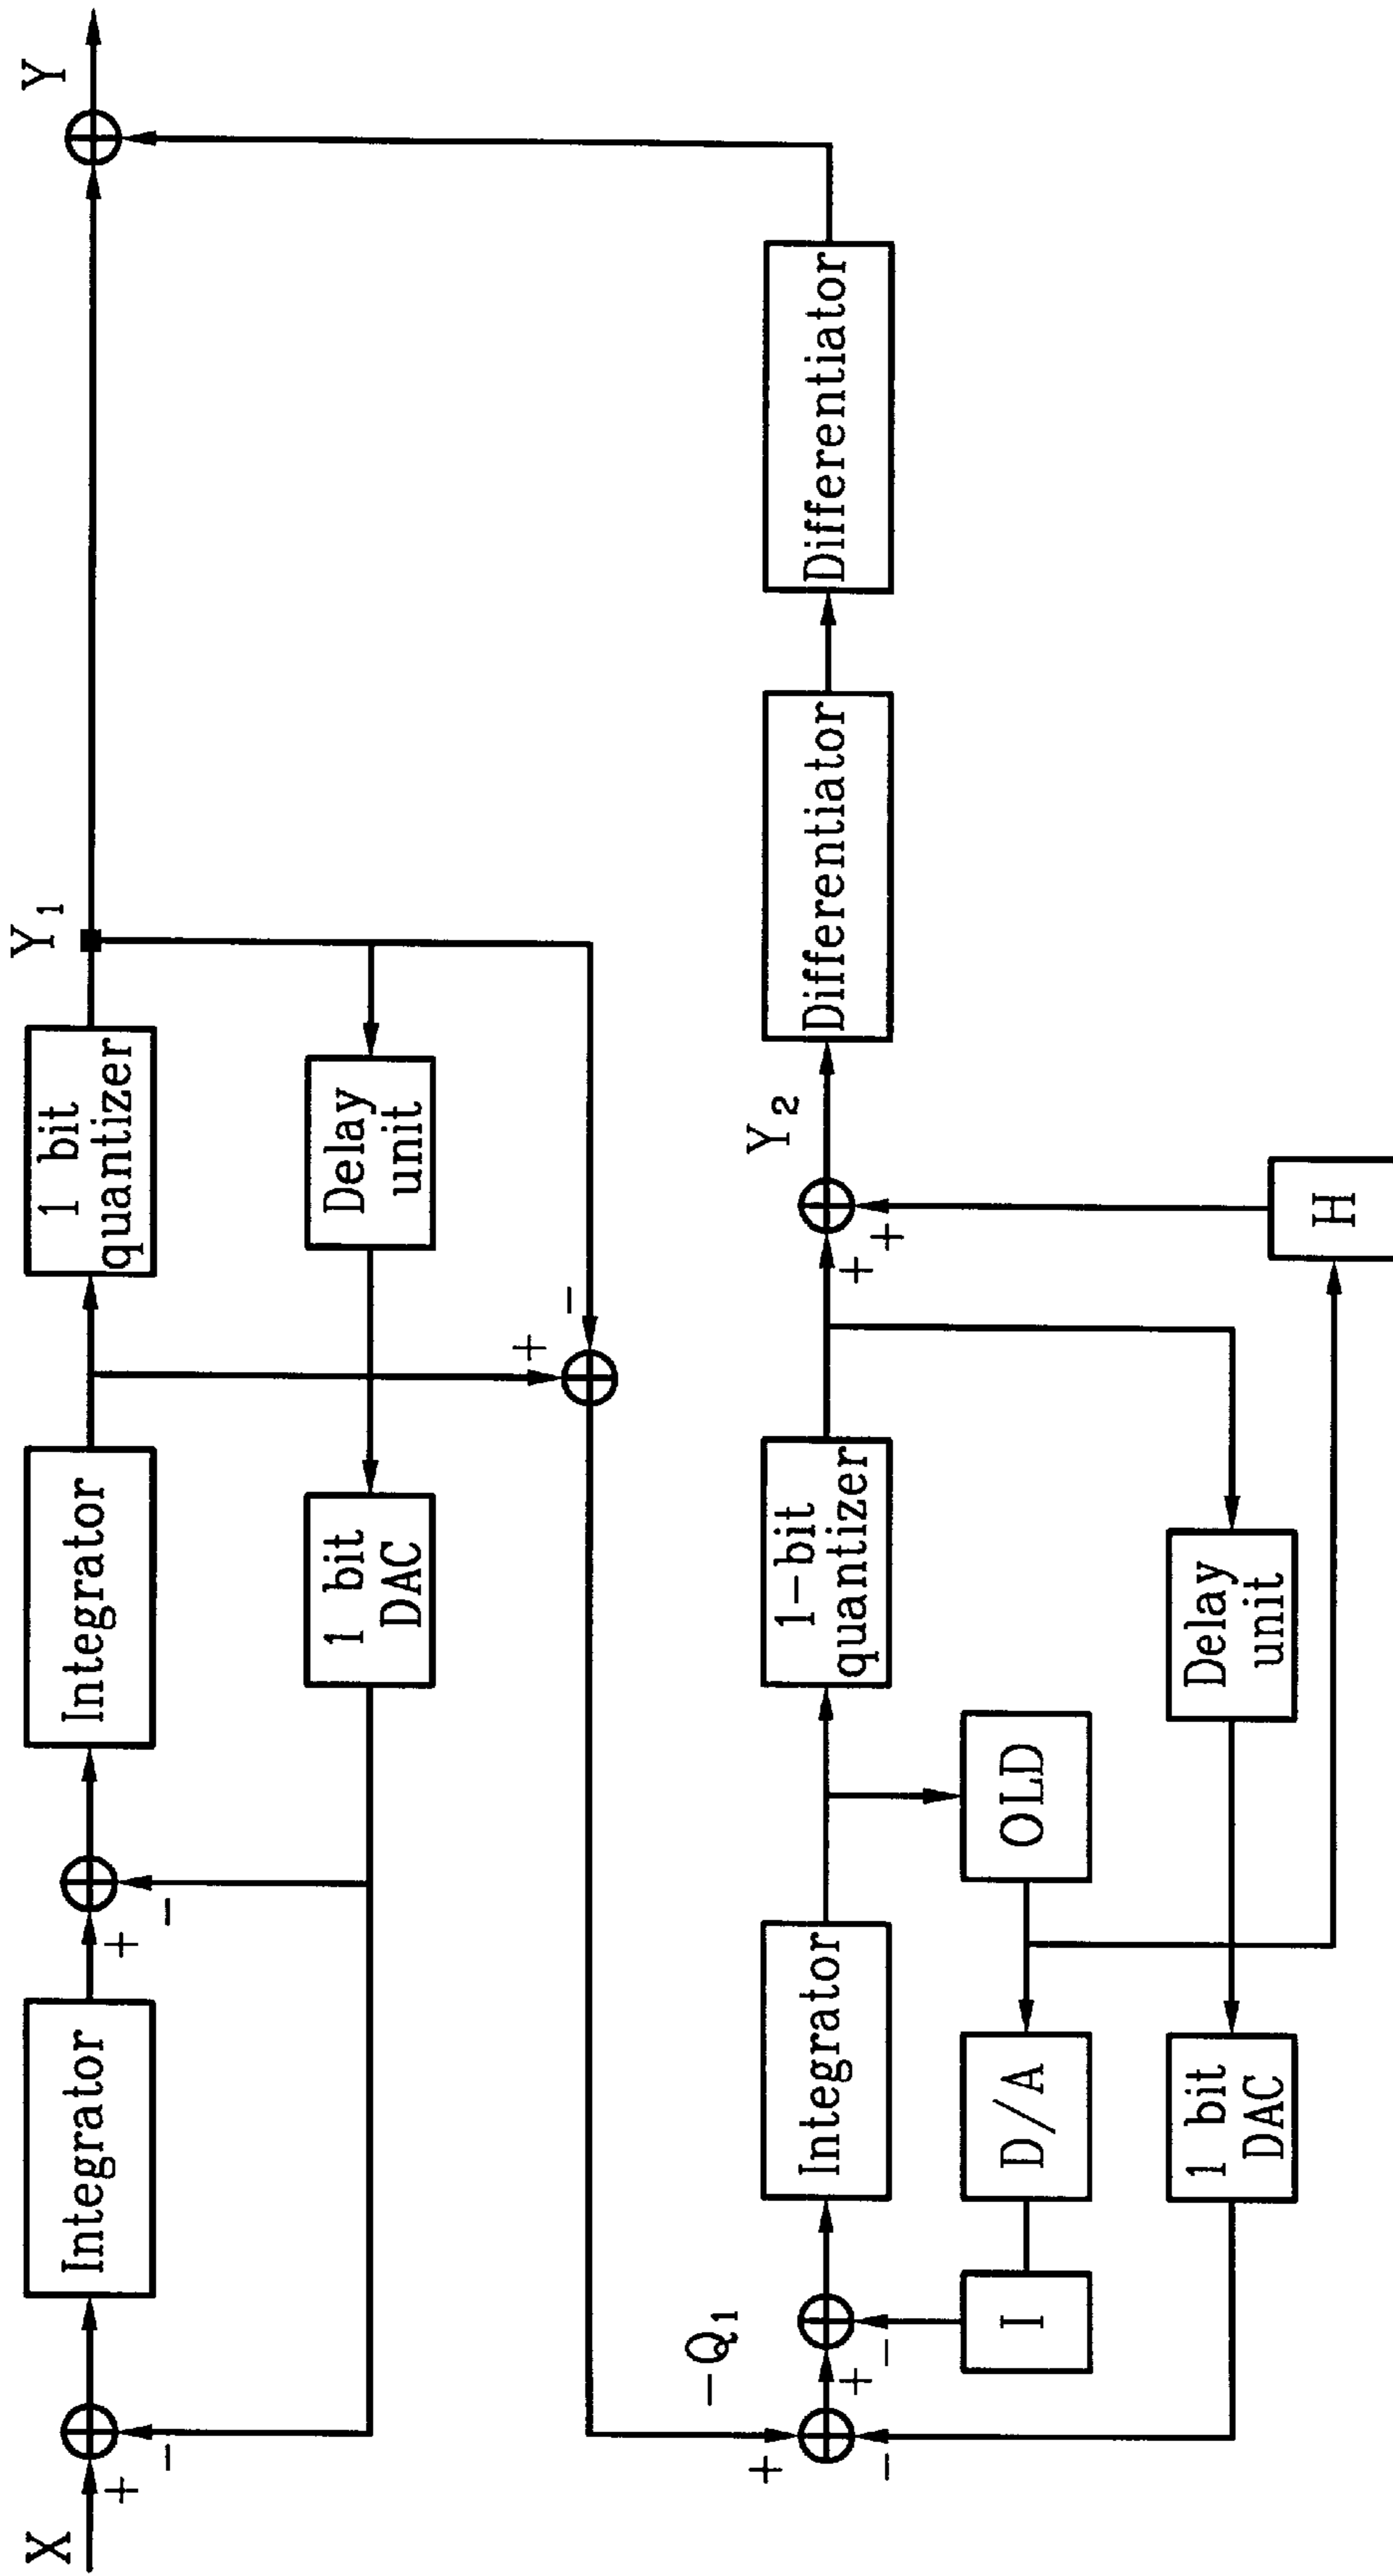 X
+
-
Integrator
+
-
Integrator
1 bit
quantizer
Y1
Y
1 bit
DAC
Delay
unit
+
-
-Q1
+
-
+
-
Integrator
1-bit
quantizer
+
+
Y2
Differentiator
Differentiator
I
D/A
OLD
1 bit
DAC
Delay
unit
H